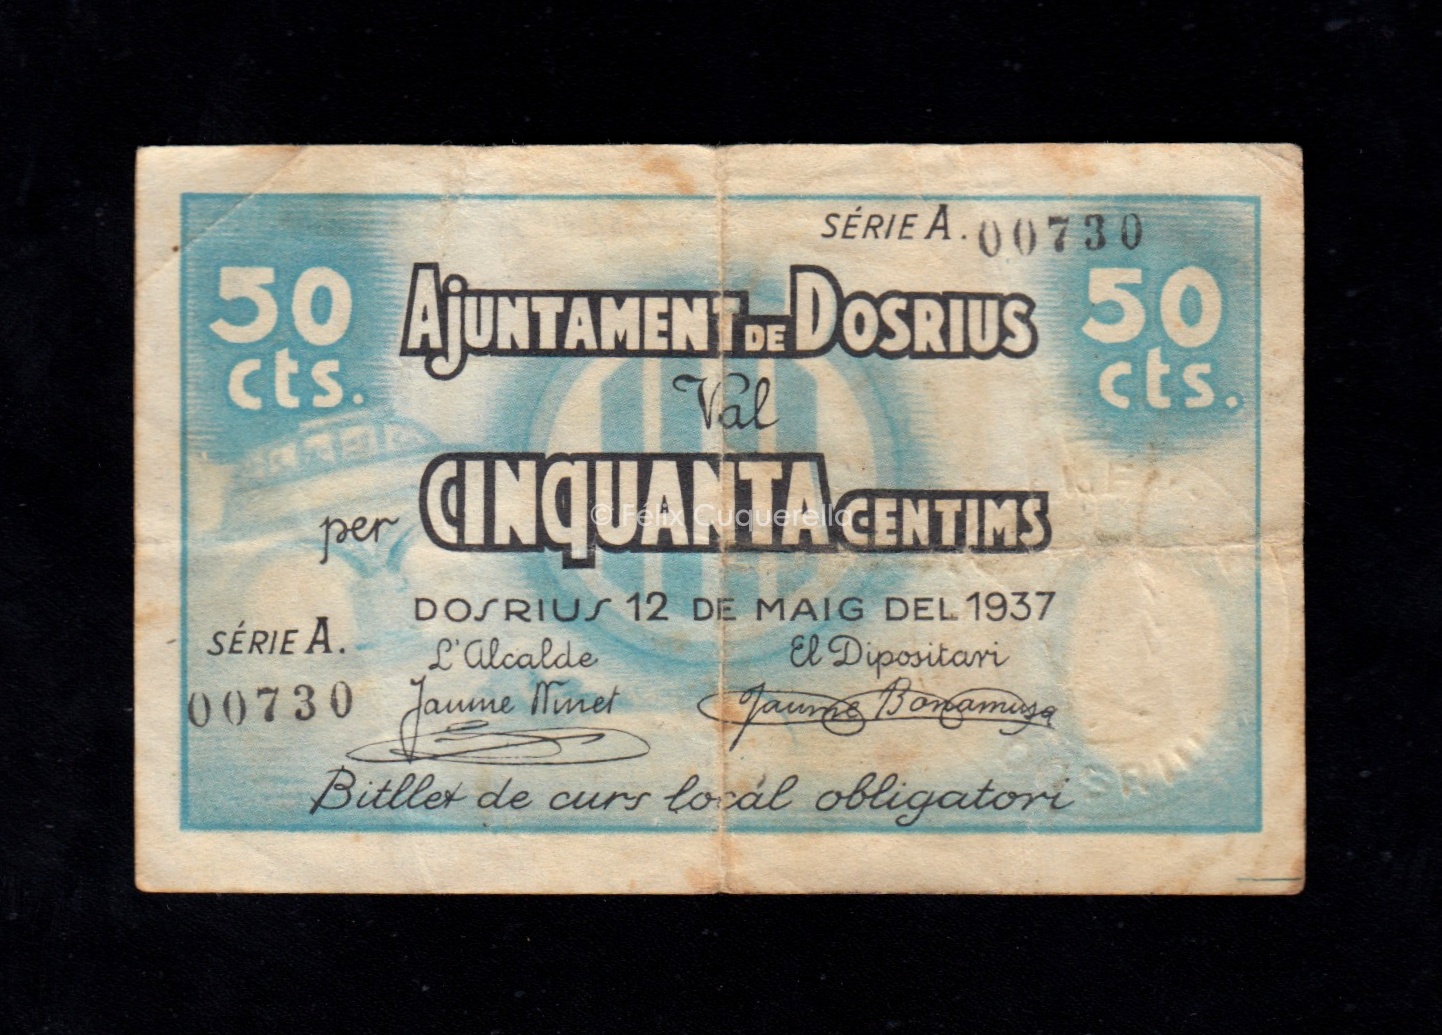 SÉRIE A. 00730
50 cts.
AJUNTAMENT DE DOSRIUS
50 cts.
Val
per CINQUANTA CENTIMS
© Fèlix Cuquerella
DOSRIUS 12 DE MAIG DEL 1937
SÉRIE A.
00730
L'Alcalde
El Dipositari
Jaume Ninet
Jaume Bonamusa
Bitllet de curs local obligatori